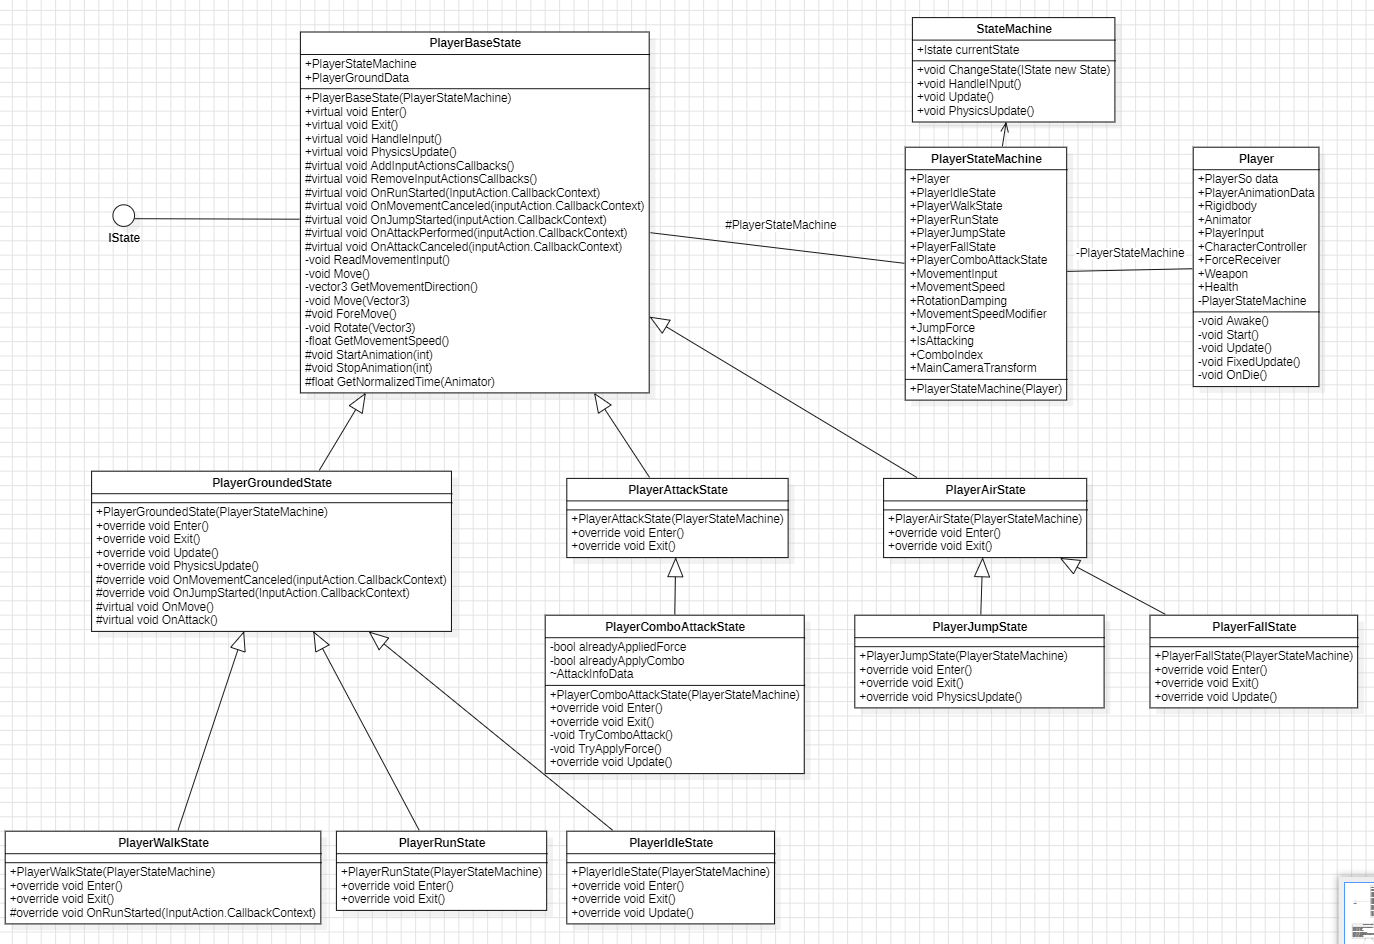 PlayerBaseState
+PlayerStateMachine
+PlayerGroundData
+PlayerBaseState(PlayerStateMachine)
+virtual void Enter()
+virtual void Exit()
+virtual void HandleInput()
+virtual void PhysicsUpdate()
#virtual void AddInputActionsCallbacks()
#virtual void RemoveInputActionsCallbacks()
#virtual void OnRunStarted(InputAction.CallbackContext)
#virtual void OnMovementCanceled(inputAction.CallbackContext)
#virtual void OnJumpStarted(inputAction.CallbackContext)
#virtual void OnAttackPerformed(inputAction.CallbackContext)
#virtual void OnAttackCanceled(inputAction.CallbackContext)
-void ReadMovementInput()
-void Move()
-vector3 GetMovementDirection()
-void Move(Vector3)
#void ForeMove()
-void Rotate(Vector3)
-float GetMovementSpeed()
#void StartAnimation(int)
#void StopAnimation(int)
#float GetNormalizedTime(Animator)
IState
StateMachine
+Istate currentState
+void ChangeState(IState new State)
+void HandleINput()
+void Update()
+void PhysicsUpdate()
#PlayerStateMachine
PlayerStateMachine
+Player
+PlayerIdleState
+PlayerWalkState
+PlayerRunState
+PlayerJumpState
+PlayerFallState
+PlayerComboAttackState
+MovementInput
+MovementSpeed
+RotationDamping
+MovementSpeedModifier
+JumpForce
+IsAttacking
+ComboIndex
+MainCameraTransform
+PlayerStateMachine(Player)
-PlayerStateMachine
Player
+PlayerSo data
+PlayerAnimationData
+Rigidbody
+Animator
+PlayerInput
+CharacterController
+ForceReceiver
+Weapon
+Health
-PlayerStateMachine
-void Awake()
-void Start()
-void Update()
-void FixedUpdate()
-void OnDie()
PlayerGroundedState
+PlayerGroundedState(PlayerStateMachine)
+override void Enter()
+override void Exit()
+override void Update()
+override void PhysicsUpdate()
#override void OnMovementCanceled(inputAction.CallbackContext)
#override void OnJumpStarted(InputAction.CallbackContext)
#virtual void OnMove()
#virtual void OnAttack()
PlayerAttackState
+PlayerAttackState(PlayerStateMachine)
+override void Enter()
+override void Exit()
PlayerAirState
+PlayerAirState(PlayerStateMachine)
+override void Enter()
+override void Exit()
PlayerComboAttackState
-bool alreadyAppliedForce
-bool alreadyApplyCombo
~AttackInfoData
+PlayerComboAttackState(PlayerStateMachine)
+override void Enter()
+override void Exit()
-void TryComboAttack()
-void TryApplyForce()
+override void Update()
PlayerJumpState
+PlayerJumpState(PlayerStateMachine)
+override void Enter()
+override void Exit()
+override void PhysicsUpdate()
PlayerFallState
+PlayerFallState(PlayerStateMachine)
+override void Enter()
+override void Exit()
+override void Update()
PlayerWalkState
+PlayerWalkState(PlayerStateMachine)
+override void Enter()
+override void Exit()
#override void OnRunStarted(InputAction.CallbackContext)
PlayerRunState
+PlayerRunState(PlayerStateMachine)
+override void Enter()
+override void Exit()
PlayerIdleState
+PlayerIdleState(PlayerStateMachine)
+override void Enter()
+override void Exit()
+override void Update()